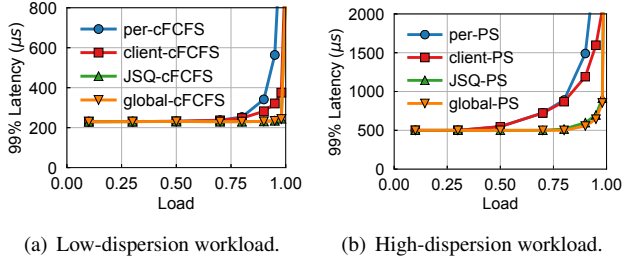 800
600
400
200
0
99% Latency (μs)
per-cFCFS
client-cFCFS
JSQ-cFCFS
global-cFCFS
0.00 0.25 0.50 0.75 1.00
Load
(a) Low-dispersion workload.
2000
1500
1000
500
0
99% Latency (μs)
per-PS
client-PS
JSQ-PS
global-PS
0.00 0.25 0.50 0.75 1.00
Load
(b) High-dispersion workload.